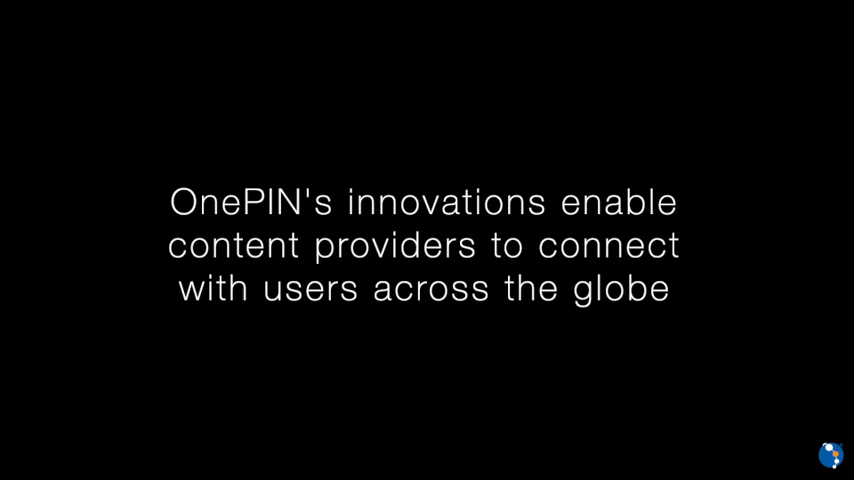 OnePIN's innovations enable
content providers to connect
with users across the globe